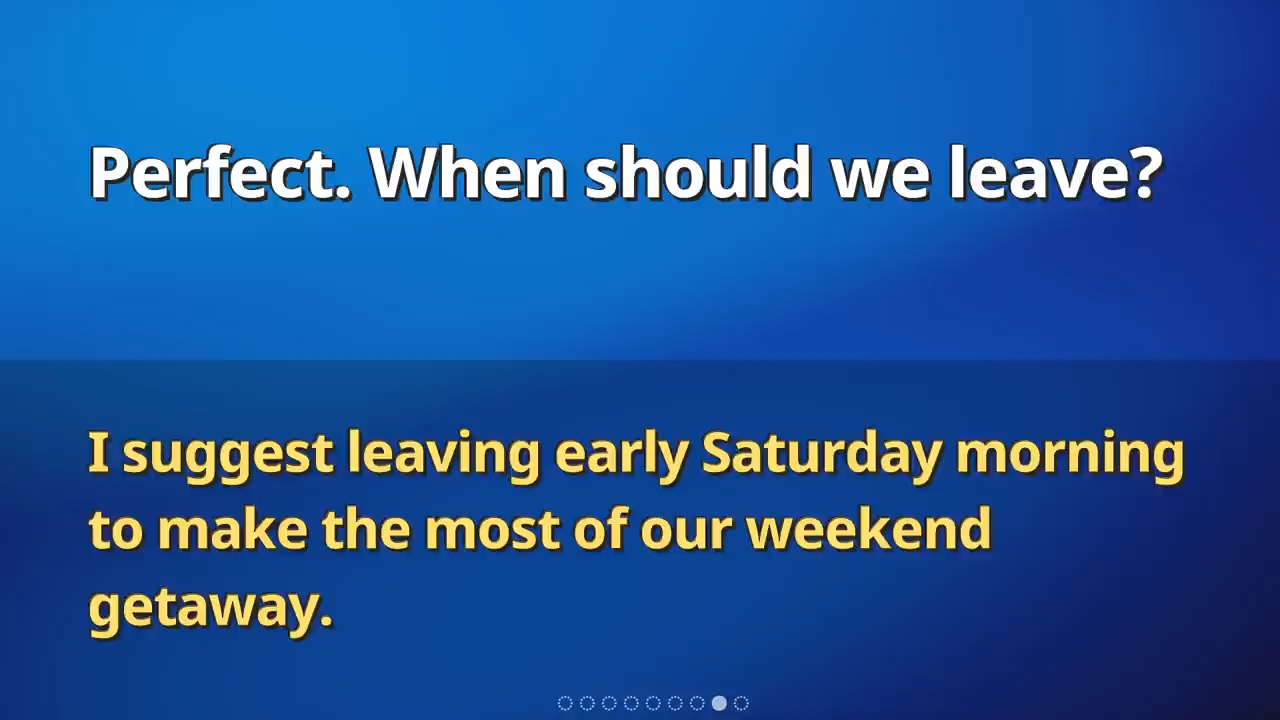 Perfect. When should we leave?
I suggest leaving early Saturday morning
to make the most of our weekend
getaway.